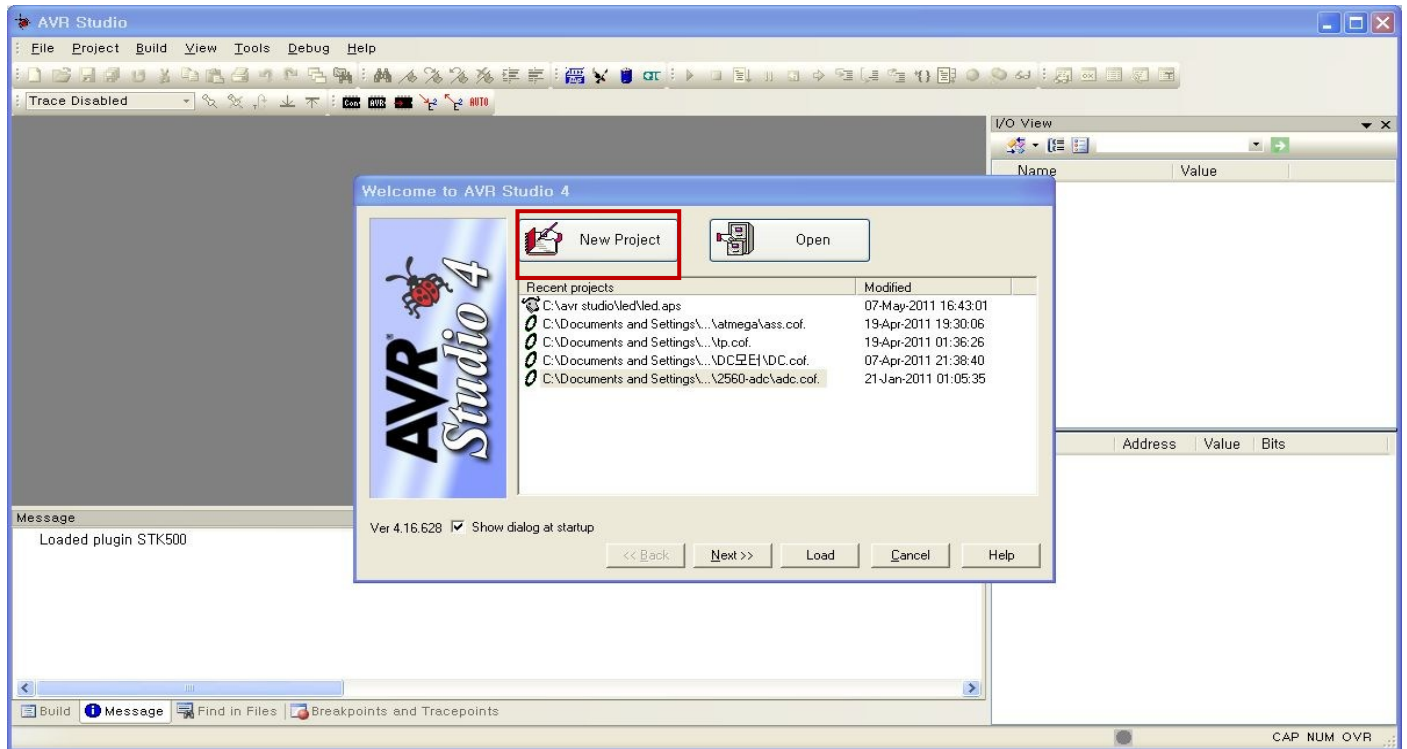 AVR Studio
File Project Build View Tools Debug Help
Trace Disabled
Con AVR AUTO
I/O View
Name Value
Welcome to AVR Studio 4
AVR Studio 4
New Project Open
Recent projects Modified
C:\avr studio\led\led.aps 07-May-2011 16:43:01
C:\Documents and Settings\...\atmega\ass.cof. 19-Apr-2011 19:30:06
C:\Documents and Settings\...\tp.cof. 19-Apr-2011 01:36:26
C:\Documents and Settings\...\DC모터\DC.cof. 07-Apr-2011 21:38:40
C:\Documents and Settings\...\2560-adc\adc.cof. 21-Jan-2011 01:05:35
Address Value Bits
Ver 4.16.628 Show dialog at startup
<< Back Next >> Load Cancel Help
Message
Loaded plugin STK500
Build Message Find in Files Breakpoints and Tracepoints
CAP NUM OVR